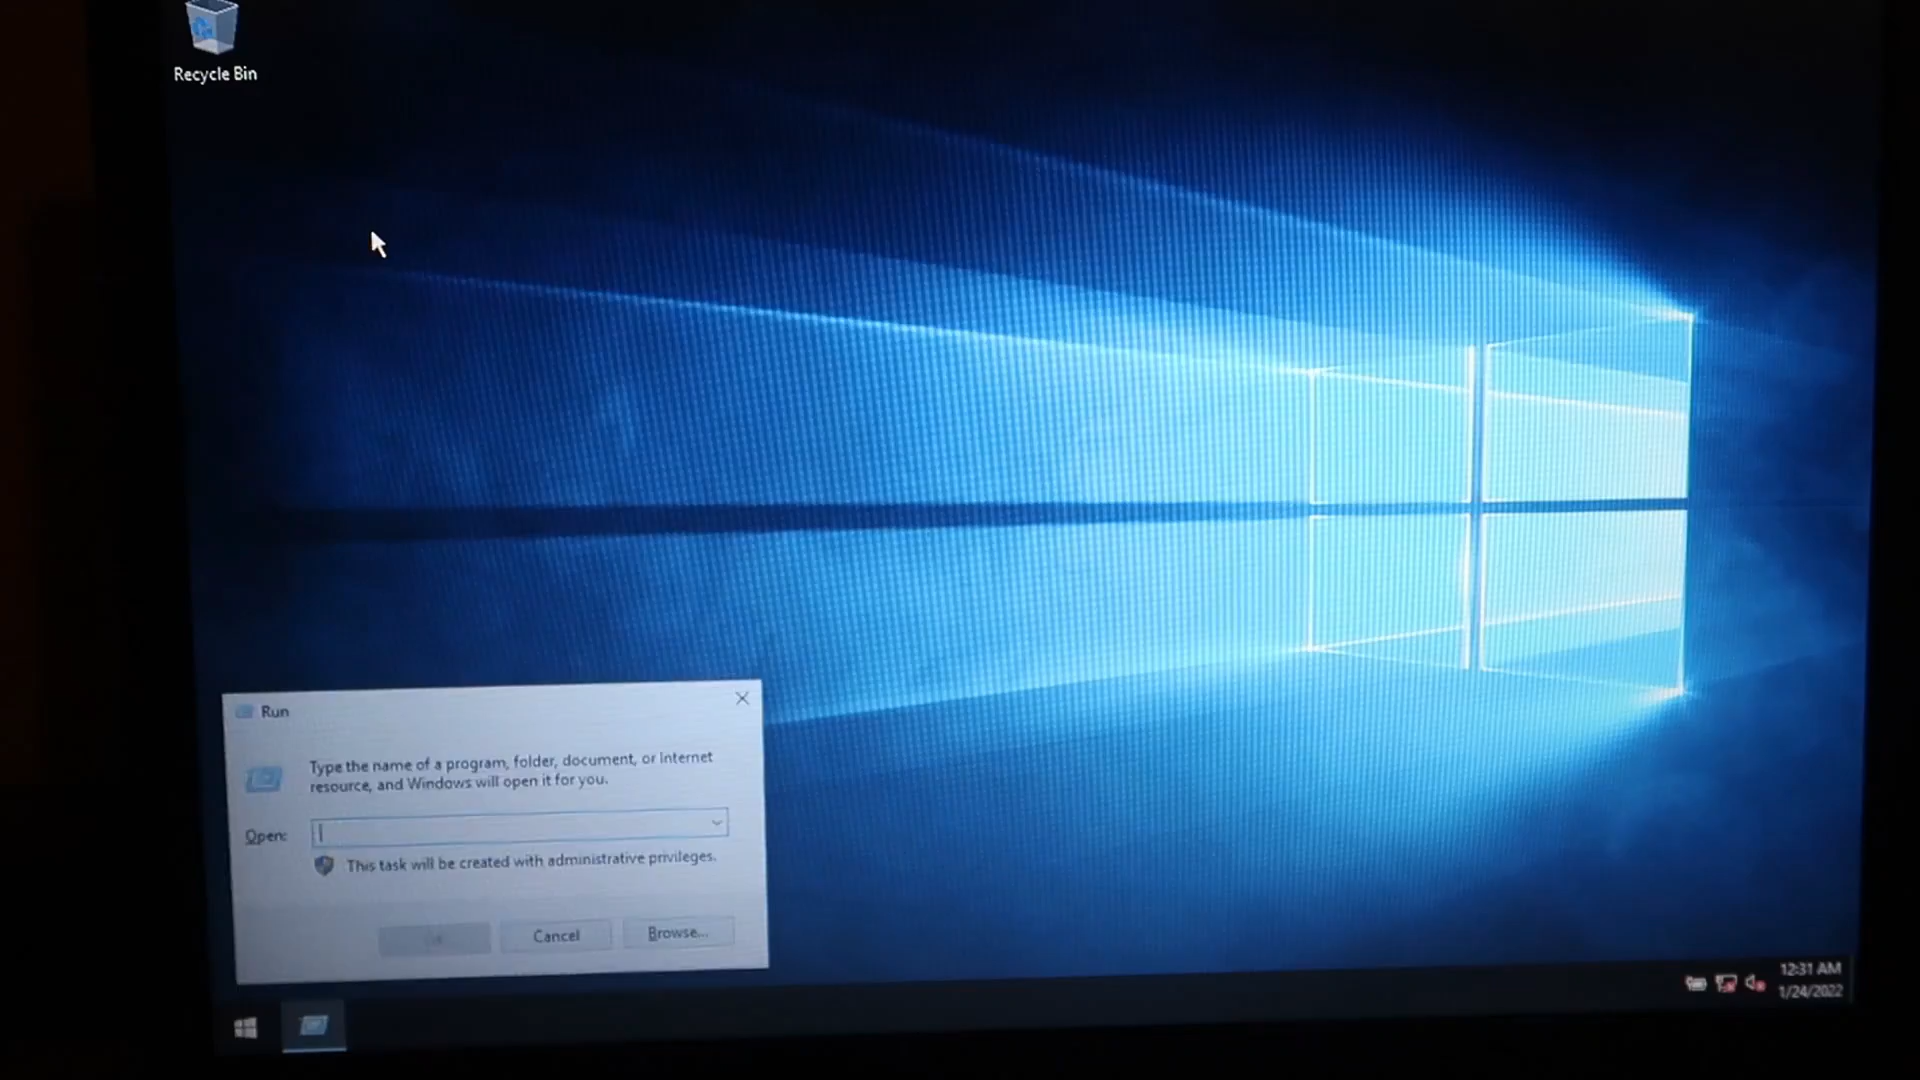 Recycle Bin
Run
Type the name of a program, folder, document, or Internet
resource, and Windows will open it for you.
Open:
This task will be created with administrative privileges.
Cancel
Browse...
12:31 AM
1/24/2022